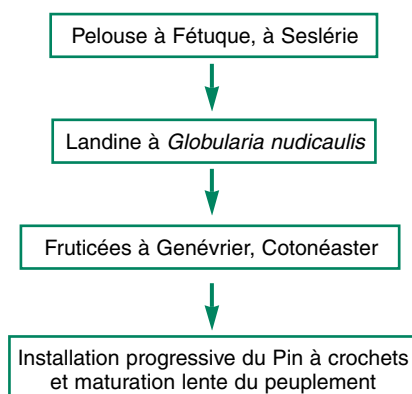 Pelouse à Fétuque, à Seslérie
Landine à Globularia nudicaulis
Fruticées à Genévrier, Cotonéaster
Installation progressive du Pin à crochets
et maturation lente du peuplement